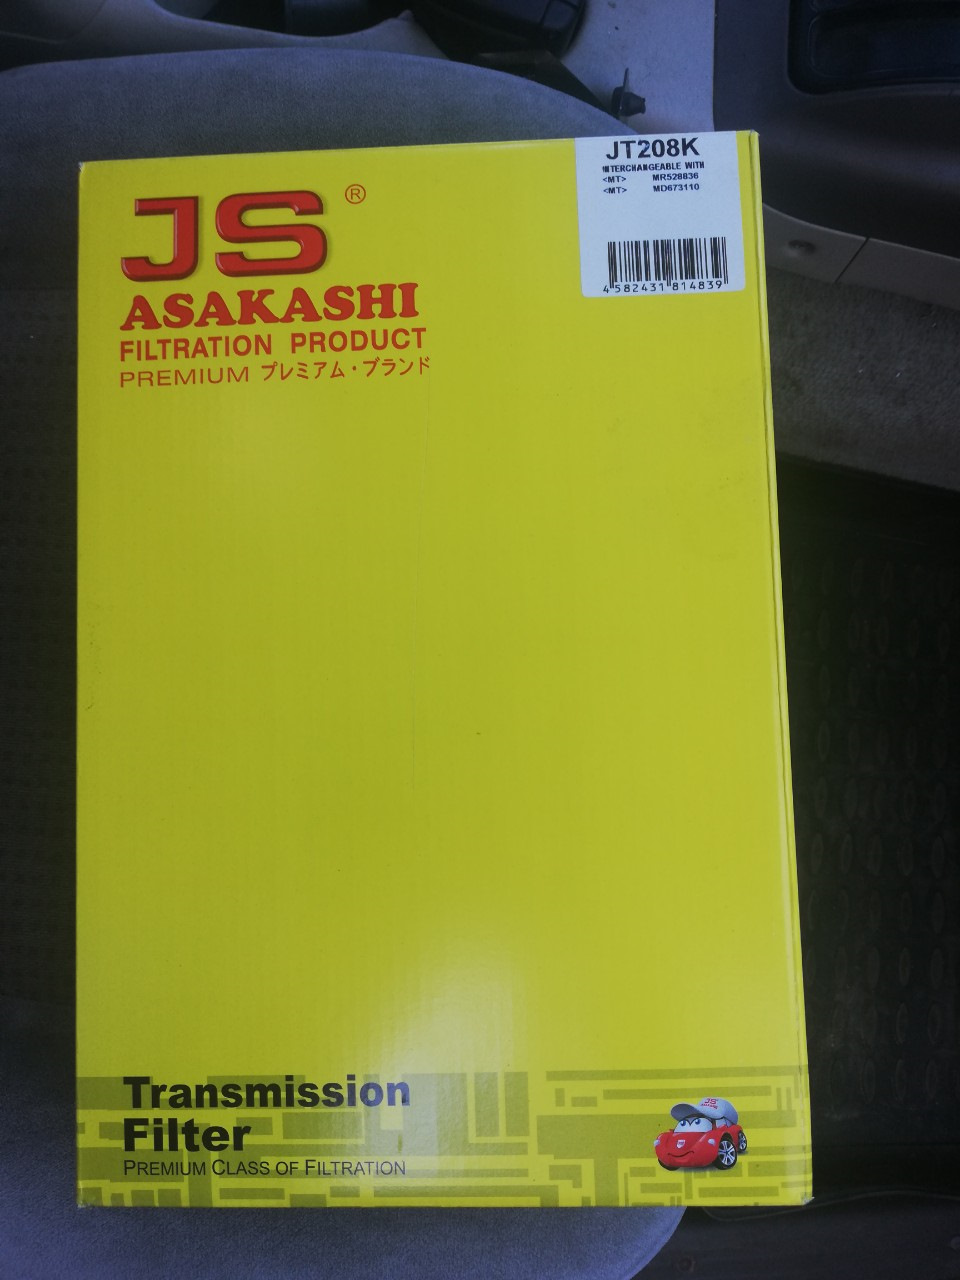 JT208K
INTERCHANGEABLE WITH
<MT> MR528836
<MT> MD673110
4 582431 814839
JS ®
ASAKASHI
FILTRATION PRODUCT
PREMIUM プレミアム・ブランド
Transmission
Filter
PREMIUM CLASS OF FILTRATION
JS